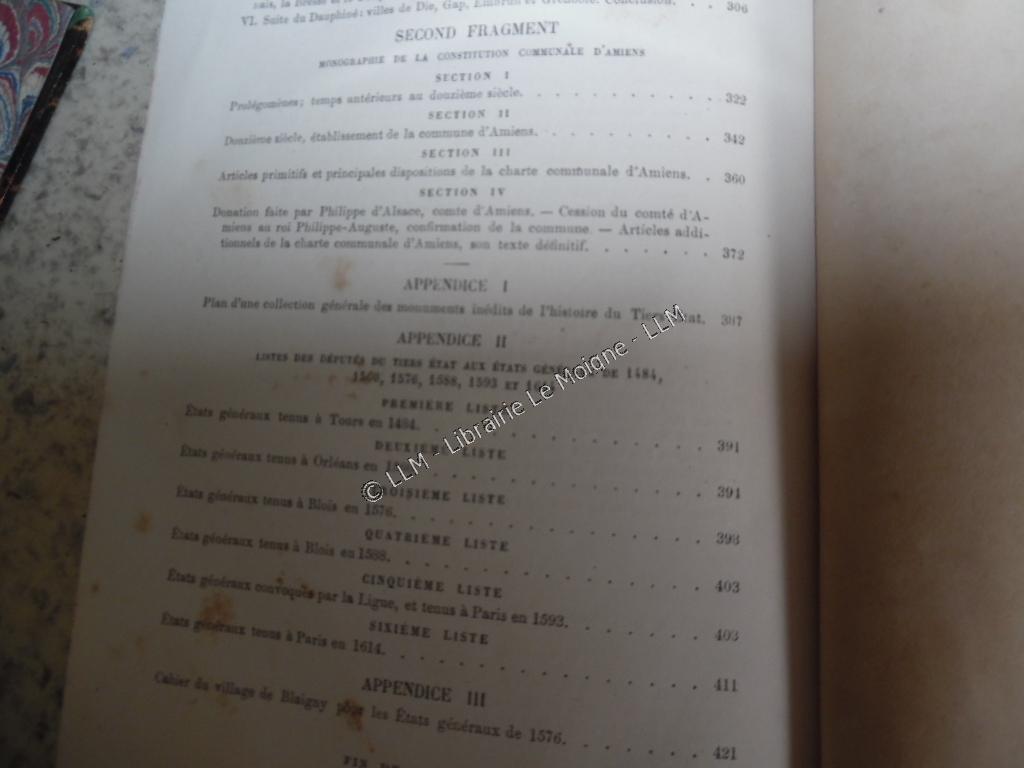 VI. Suite du Dauphiné: villes de Die, Gap, Embrun et Grenoble. Conclusion. . . 306
SECOND FRAGMENT
MONOGRAPHIE DE LA CONSTITUTION COMMUNALE D'AMIENS
SECTION I
Prolégomènes; temps antérieurs au douzième siècle. . . . . . . . . . 322
SECTION II
Douzième siècle, établissement de la commune d'Amiens. . . . . . . . . . 342
SECTION III
Articles primitifs et principales dispositions de la charte communale d'Amiens. . 360
SECTION IV
Donation faite par Philippe d'Alsace, comte d'Amiens. — Cession du comté d'A-
miens au roi Philippe-Auguste, confirmation de la commune. — Articles addi-
tionnels de la charte communale d'Amiens, son texte définitif. . . . . . . 372
APPENDICE I
Plan d'une collection générale des monuments inédits de l'histoire du 387
APPENDICE II
LISTES DES DÉPUTÉS DU TIERS ÉTAT AUX ÉTATS DE 1484,
1576, 1588, 1593 ET
PREMIÈRE
États généraux tenus à Tours en 1484. . . . . . . . . . 391
DEUXIÈME LISTE
États généraux tenus à Orléans en . . . . . . . . . 391
LISTE
États généraux tenus à Blois en 1576. . . . . . . . . . . 393
QUATRIÈME LISTE
États généraux tenus à Blois en 1588. . . . . . . . . . . 403
CINQUIÈME LISTE
États généraux convoqués par la Ligue, et tenus à Paris en 1593. . . . . . . 403
SIXIÈME LISTE
États généraux tenus à Paris en 1614. . . . . . . . . . . 411
APPENDICE III
Cahier du village de Blaigny pour les États généraux de 1576. . . . . . . 421
© LLM - Librairie Le Moigne - LLM